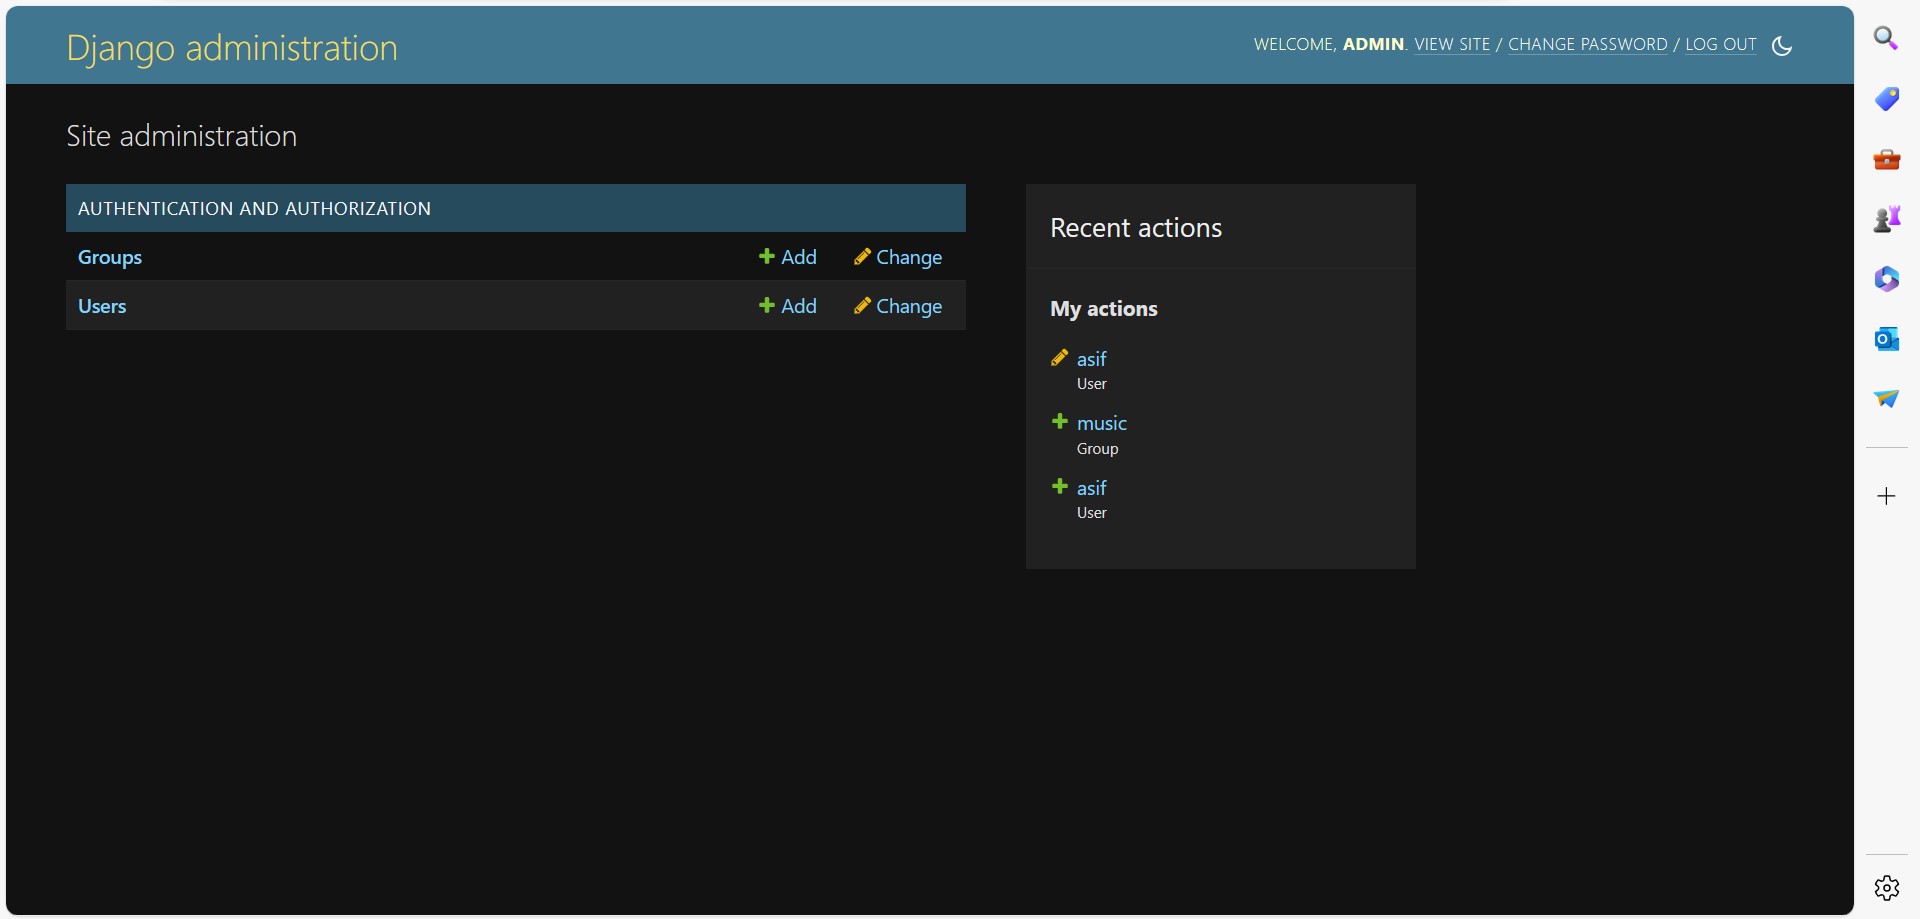 Django administration
WELCOME, ADMIN. VIEW SITE / CHANGE PASSWORD / LOG OUT
Site administration
AUTHENTICATION AND AUTHORIZATION
Groups Add Change
Users Add Change
Recent actions
My actions
asif
User
music
Group
asif
User